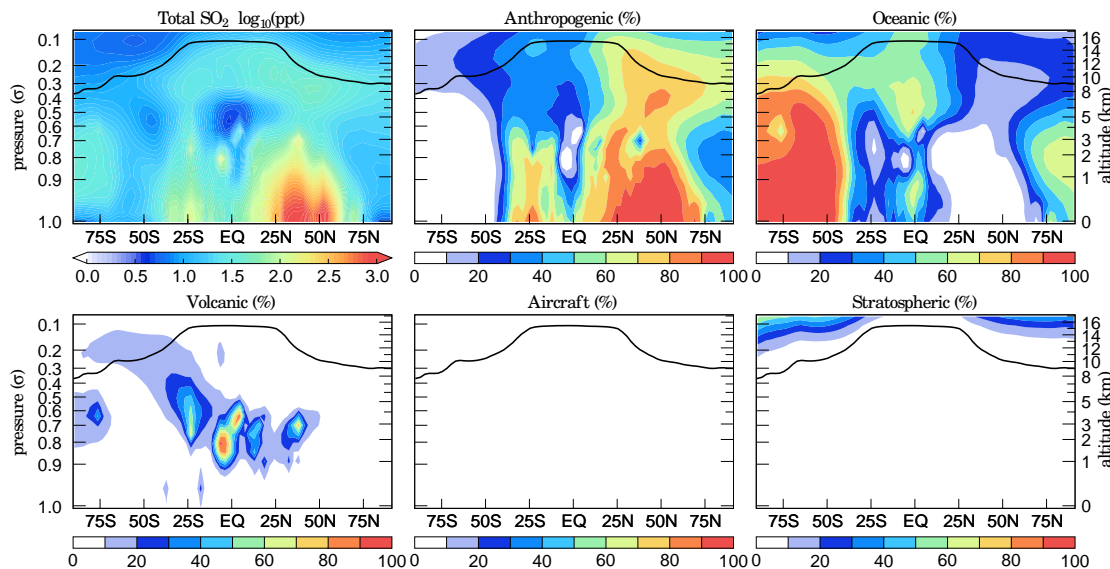 Total SO2 log10(ppt)
Anthropogenic (%)
Oceanic (%)
pressure (σ)
0.1
0.2
0.3
0.4
0.5
0.6
0.8
0.9
1.0
16
14
12
10
8
5
3
2
1
0
altitude (km)
75S 50S 25S EQ 25N 50N 75N
75S 50S 25S EQ 25N 50N 75N
75S 50S 25S EQ 25N 50N 75N
0.0 0.5 1.0 1.5 2.0 2.5 3.0
0 20 40 60 80 100
0 20 40 60 80 100
Volcanic (%)
Aircraft (%)
Stratospheric (%)
pressure (σ)
0.1
0.2
0.3
0.4
0.5
0.6
0.8
0.9
1.0
16
14
12
10
8
5
3
2
1
0
altitude (km)
75S 50S 25S EQ 25N 50N 75N
75S 50S 25S EQ 25N 50N 75N
75S 50S 25S EQ 25N 50N 75N
0 20 40 60 80 100
0 20 40 60 80 100
0 20 40 60 80 100